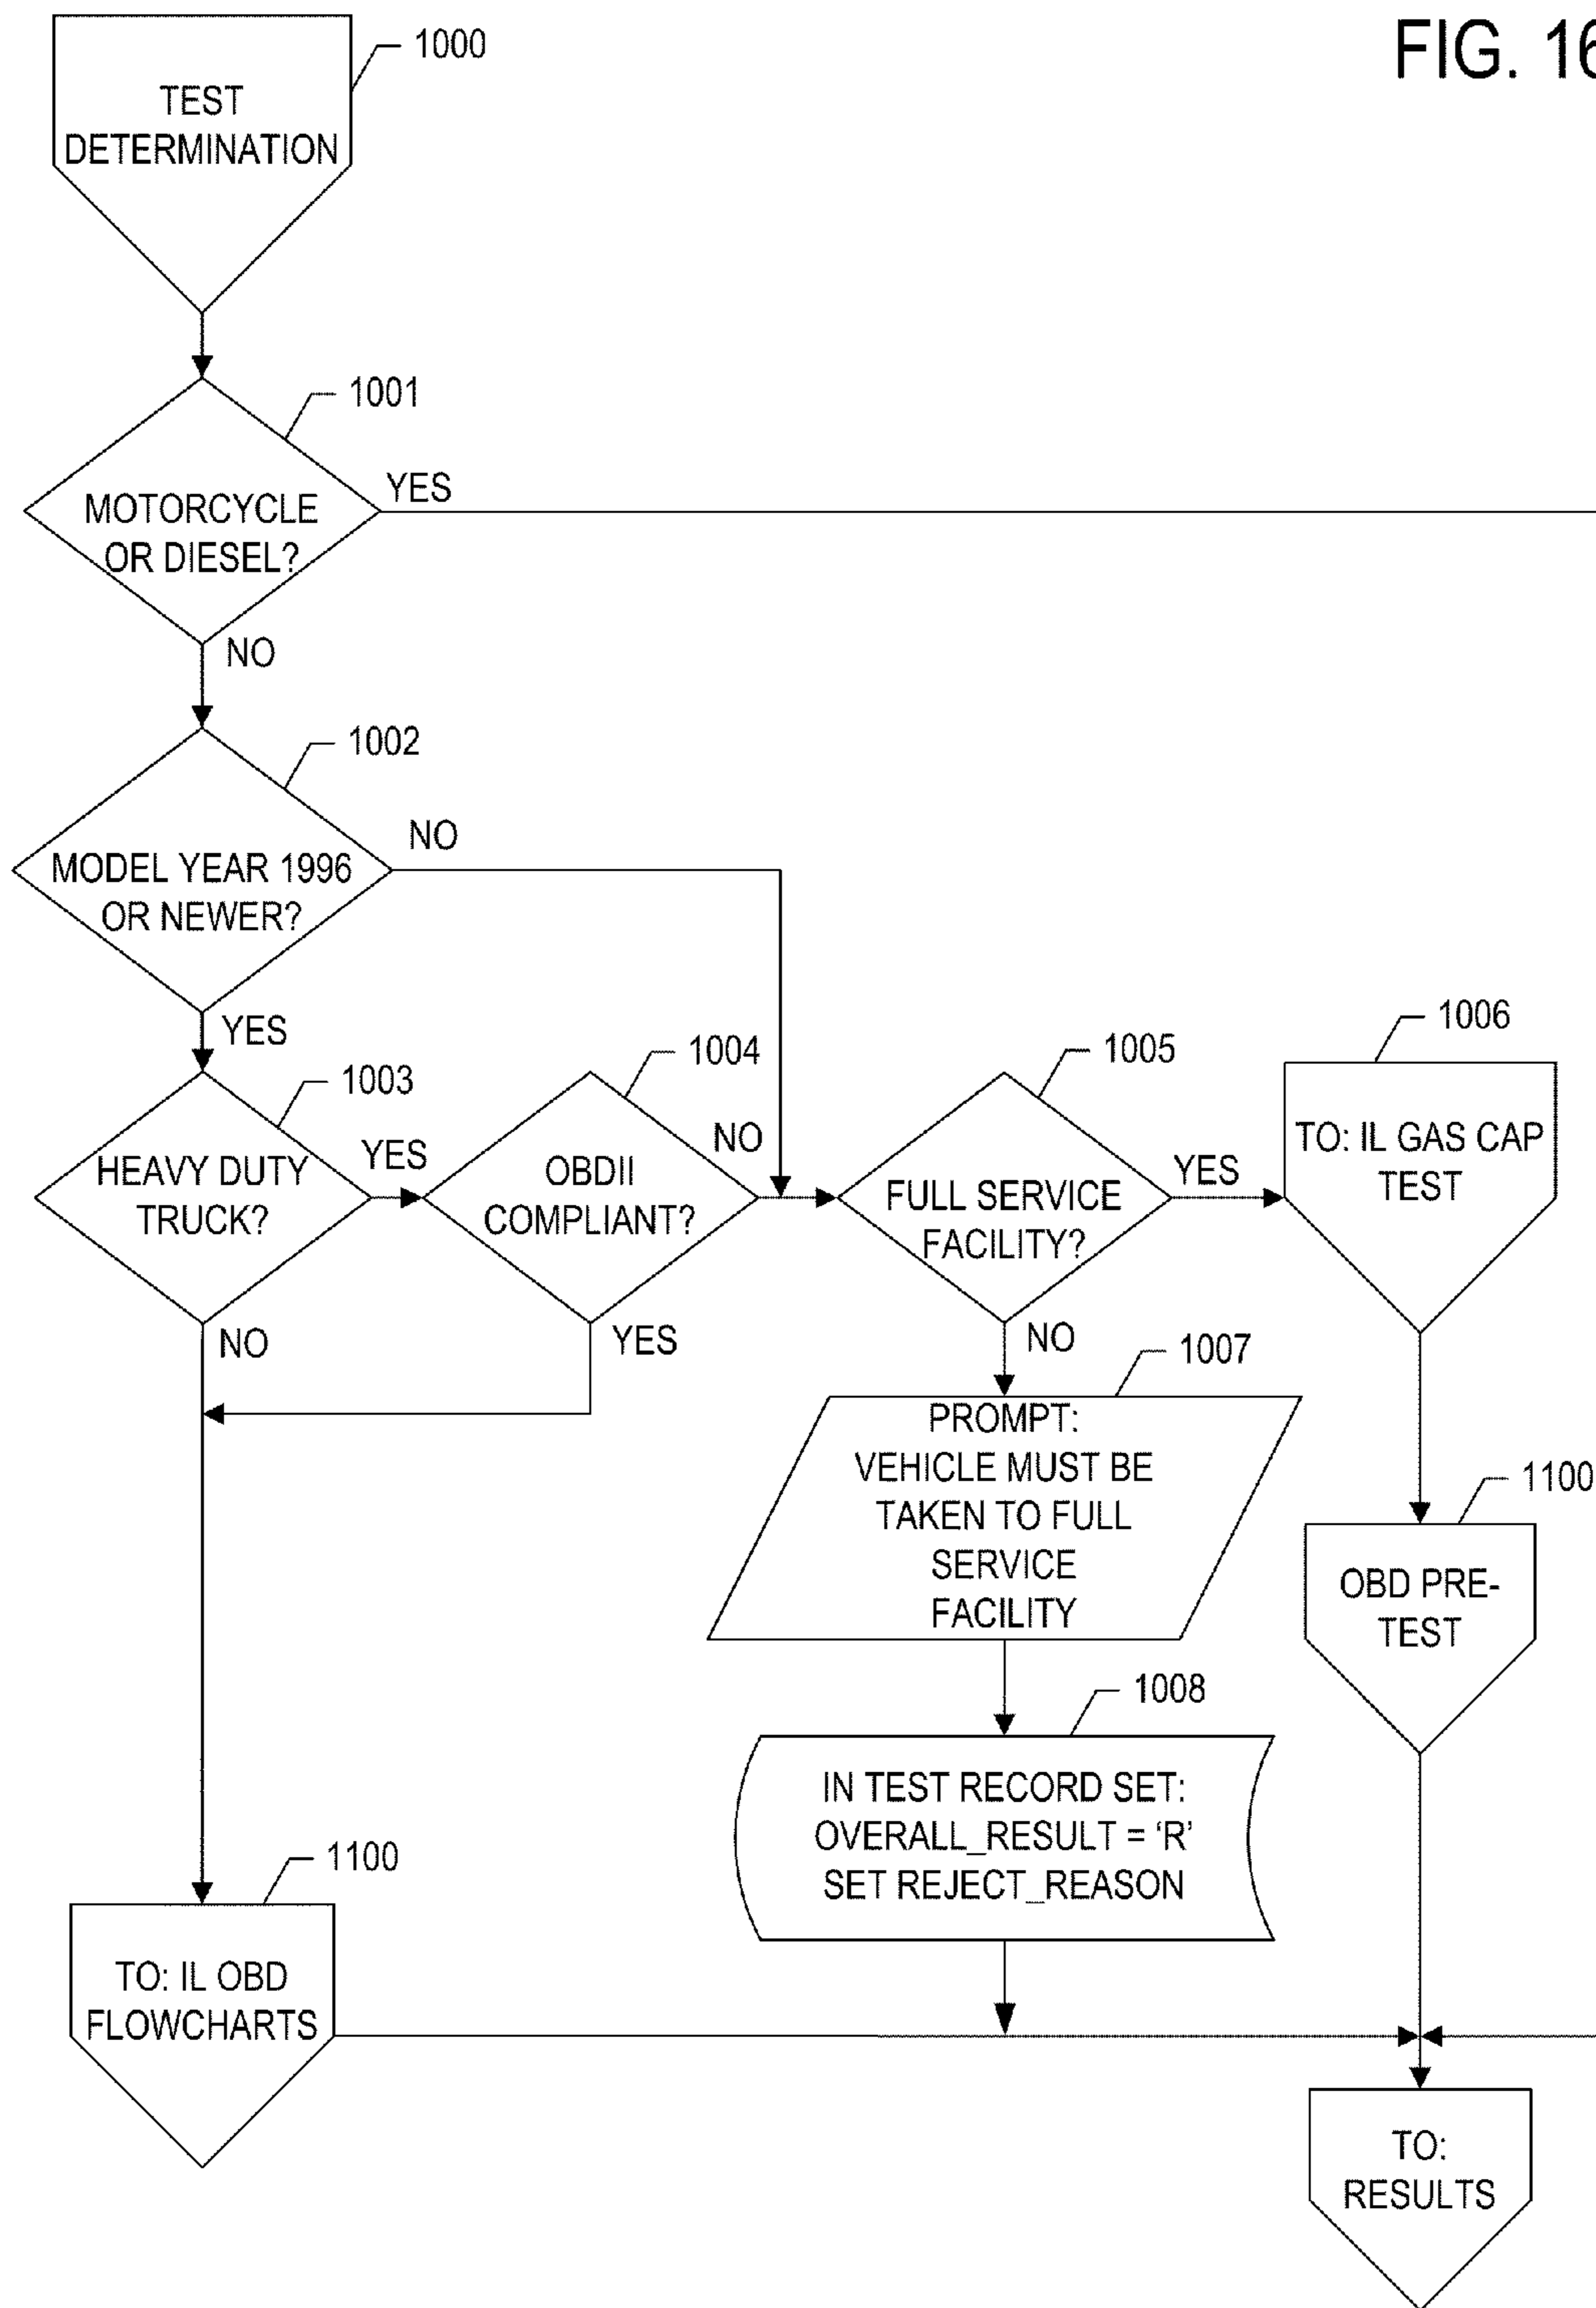 FIG. 16
1000
TEST
DETERMINATION
1001
MOTORCYCLE
OR DIESEL?
YES
NO
1002
MODEL YEAR 1996
OR NEWER?
NO
YES
1003
HEAVY DUTY
TRUCK?
YES
NO
1004
OBDII
COMPLIANT?
NO
YES
1005
FULL SERVICE
FACILITY?
YES
NO
1006
TO: IL GAS CAP
TEST
1007
PROMPT:
VEHICLE MUST BE
TAKEN TO FULL
SERVICE
FACILITY
1100
OBD PRE-
TEST
1008
IN TEST RECORD SET:
OVERALL_RESULT = ‘R’
SET REJECT_REASON
1100
TO: IL OBD
FLOWCHARTS
TO:
RESULTS